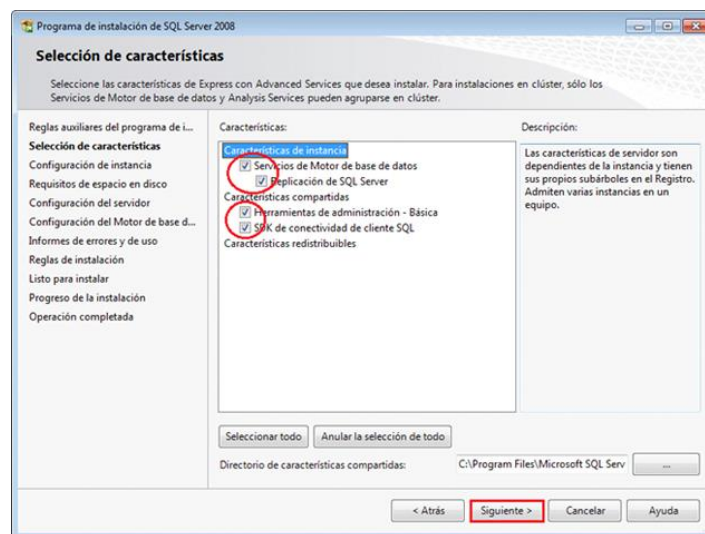 Programa de instalación de SQL Server 2008
Selección de características
Seleccione las características de Express con Advanced Services que desea instalar. Para instalaciones en clúster, sólo los
Servicios de Motor de base de datos y Analysis Services pueden agruparse en clúster.
Reglas auxiliares del programa de i...
Selección de características
Configuración de instancia
Requisitos de espacio en disco
Configuración del servidor
Configuración del Motor de base d...
Informes de errores y de uso
Reglas de instalación
Listo para instalar
Progreso de la instalación
Operación completada
Características:
Características de instancia
Servicios de Motor de base de datos
Replicación de SQL Server
Características compartidas
Herramientas de administración - Básica
SDK de conectividad de cliente SQL
Características redistribuibles
Descripción:
Las características de servidor son
dependientes de la instancia y tienen
sus propios subárboles en el Registro.
Admiten varias instancias en un
equipo.
Seleccionar todo
Anular la selección de todo
Directorio de características compartidas:
C:\Program Files\Microsoft SQL Serv
...
< Atrás
Siguiente >
Cancelar
Ayuda